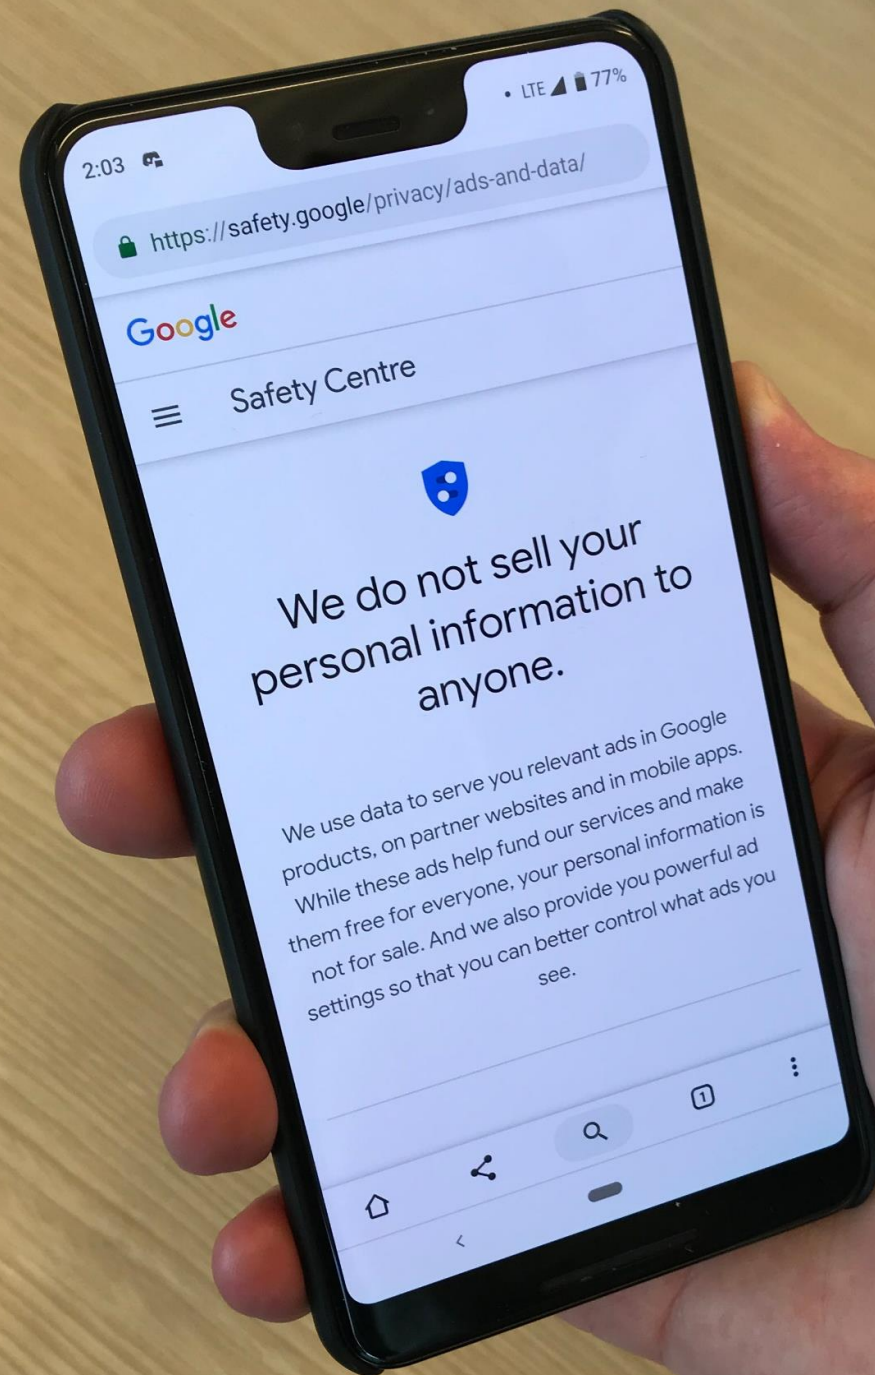 2:03 LTE 77%
https://safety.google/privacy/ads-and-data/
Google
Safety Centre
We do not sell your
personal information to
anyone.
We use data to serve you relevant ads in Google
products, on partner websites and in mobile apps.
While these ads help fund our services and make
them free for everyone, your personal information is
not for sale. And we also provide you powerful ad
settings so that you can better control what ads you
see.
1